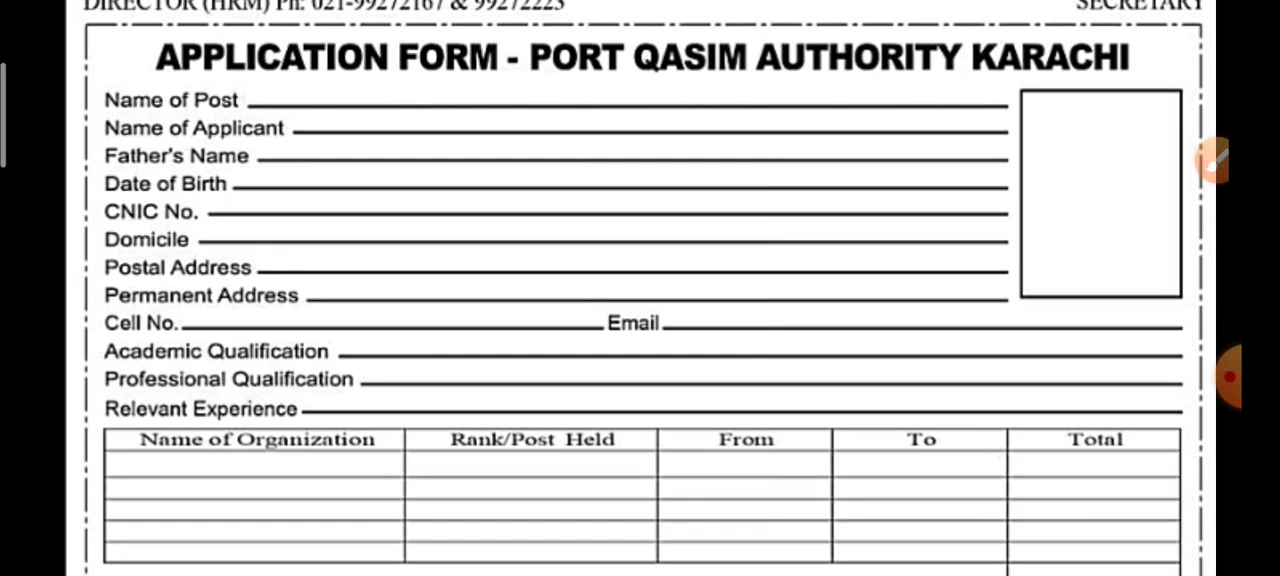 DIRECTOR (HRM) Ph: 021-99272167 & 99272223 SECRETARY
APPLICATION FORM - PORT QASIM AUTHORITY KARACHI
Name of Post
Name of Applicant
Father's Name
Date of Birth
CNIC No.
Domicile
Postal Address
Permanent Address
Cell No. Email
Academic Qualification
Professional Qualification
Relevant Experience
Name of Organization Rank/Post Held From To Total